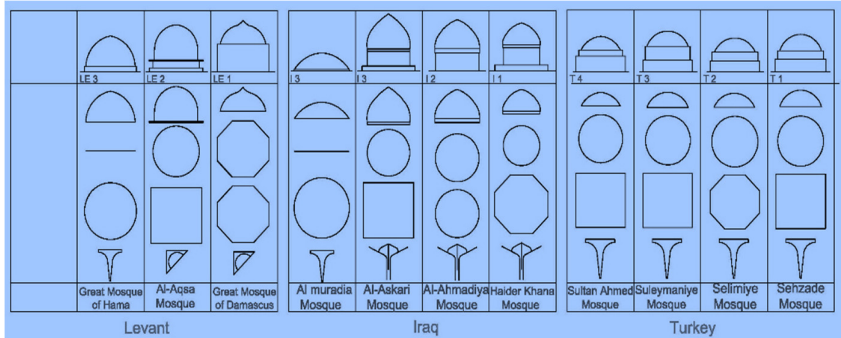 LE 3 LE 2 LE 1 I 3 I 3 I 2 I 1 T 4 T 3 T 2 T 1
Great Mosque of Hama
Al-Aqsa Mosque
Great Mosque of Damascus
Al muradia Mosque
Al-Askari Mosque
Al-Ahmadiya Mosque
Haider Khana Mosque
Sultan Ahmed Mosque
Suleymaniye Mosque
Selimiye Mosque
Sehzade Mosque
Levant Iraq Turkey